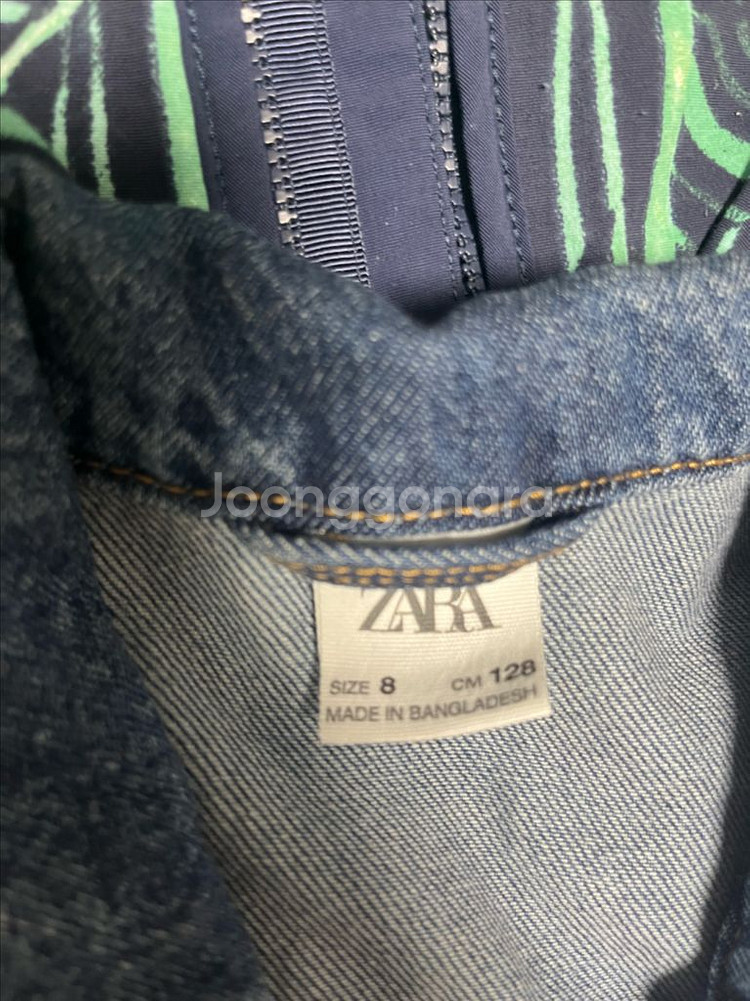 Joonggonara
ZARA
SIZE 8 CM 128
MADE IN BANGLADESH